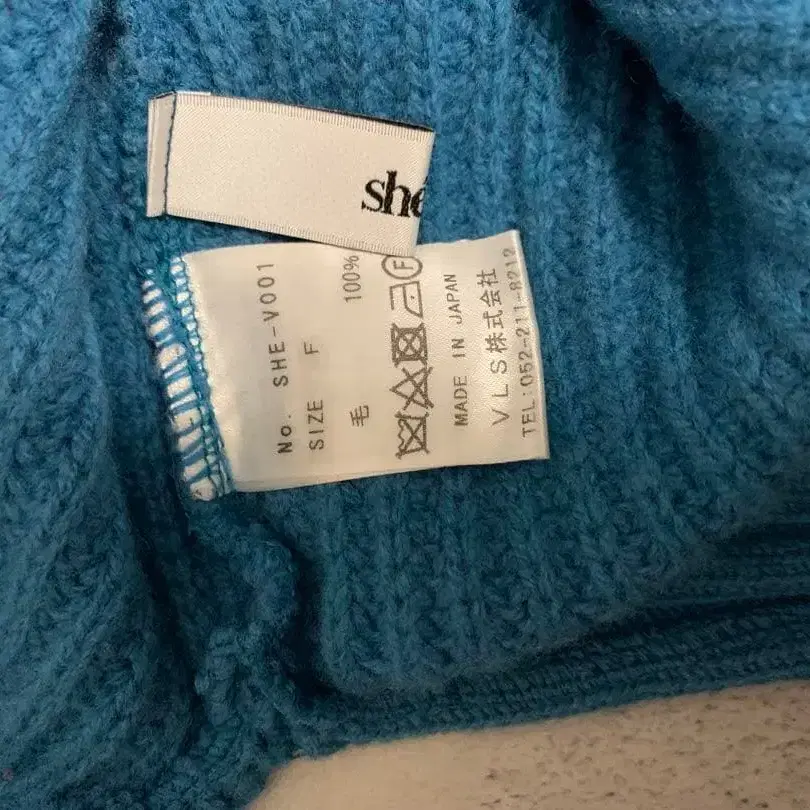 shé
No. SHE-V001
SIZE F
毛 100%
MADE IN JAPAN
VLS株式会社
TEL:052-211-8212